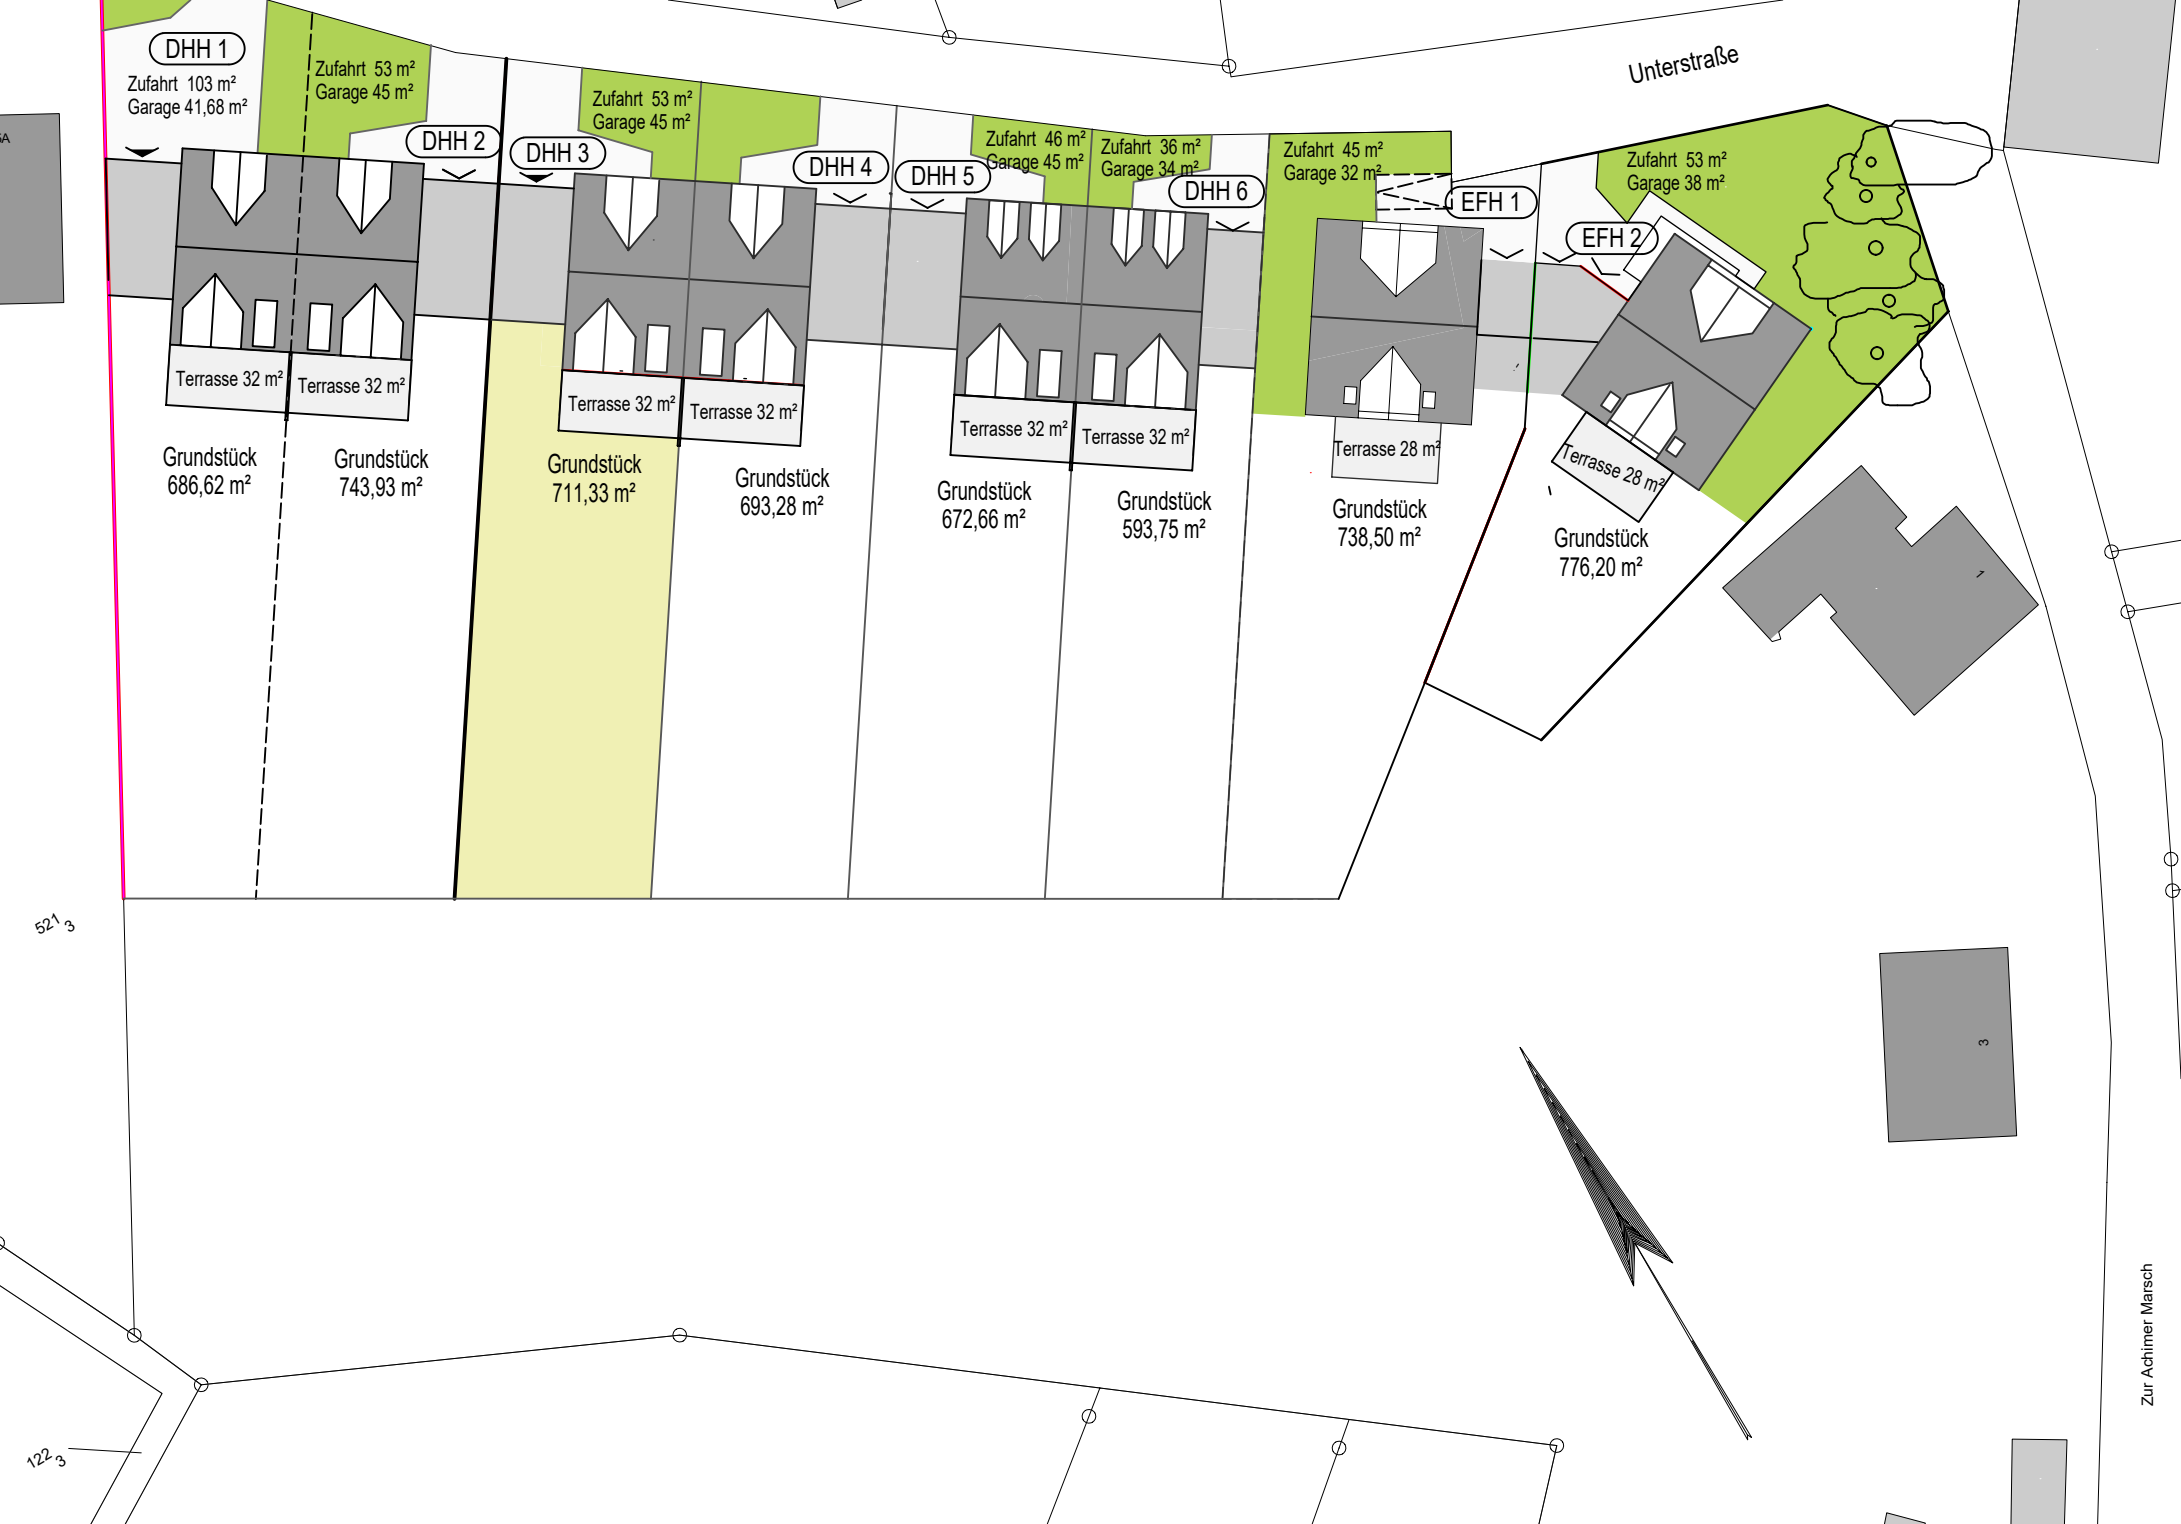 Unterstraße
DHH 1
Zufahrt 103 m²
Garage 41,68 m²
Zufahrt 53 m²
Garage 45 m²
DHH 2
DHH 3
Zufahrt 53 m²
Garage 45 m²
DHH 4
DHH 5
Zufahrt 46 m²
Garage 45 m²
Zufahrt 36 m²
Garage 34 m²
DHH 6
Zufahrt 45 m²
Garage 32 m²
EFH 1
EFH 2
Zufahrt 53 m²
Garage 38 m²
Terrasse 32 m²
Terrasse 32 m²
Terrasse 32 m²
Terrasse 32 m²
Terrasse 32 m²
Terrasse 32 m²
Terrasse 28 m²
Terrasse 28 m²
Grundstück
686,62 m²
Grundstück
743,93 m²
Grundstück
711,33 m²
Grundstück
693,28 m²
Grundstück
672,66 m²
Grundstück
593,75 m²
Grundstück
738,50 m²
Grundstück
776,20 m²
1
521 3
3
Zur Achimer Marsch
122 3